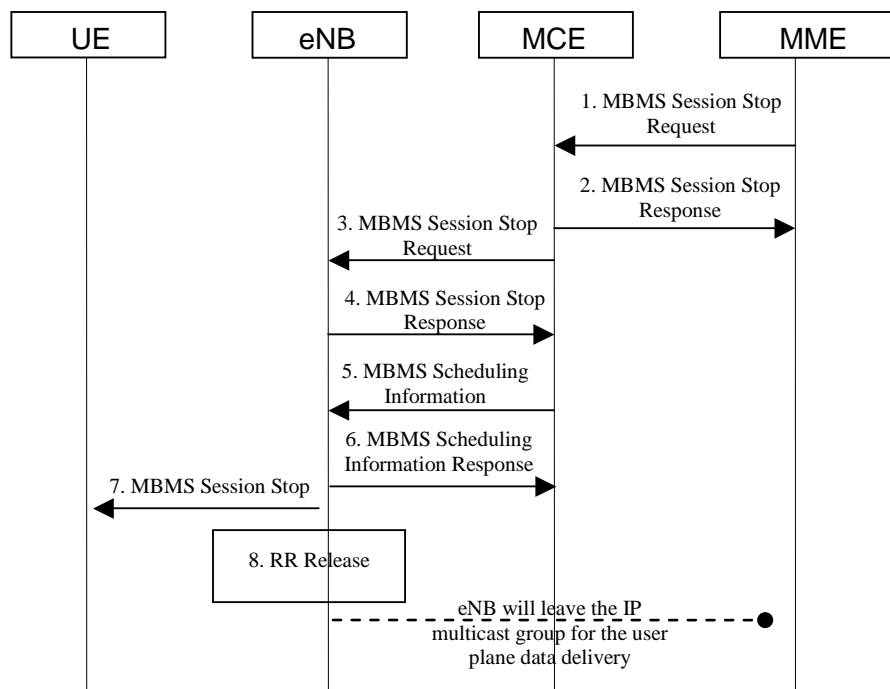 UE
eNB
MCE
MME
1. MBMS Session Stop
Request
2. MBMS Session Stop
Response
3. MBMS Session Stop
Request
4. MBMS Session Stop
Response
5. MBMS Scheduling
Information
6. MBMS Scheduling
Information Response
7. MBMS Session Stop
8. RR Release
eNB will leave the IP
multicast group for the user
plane data delivery